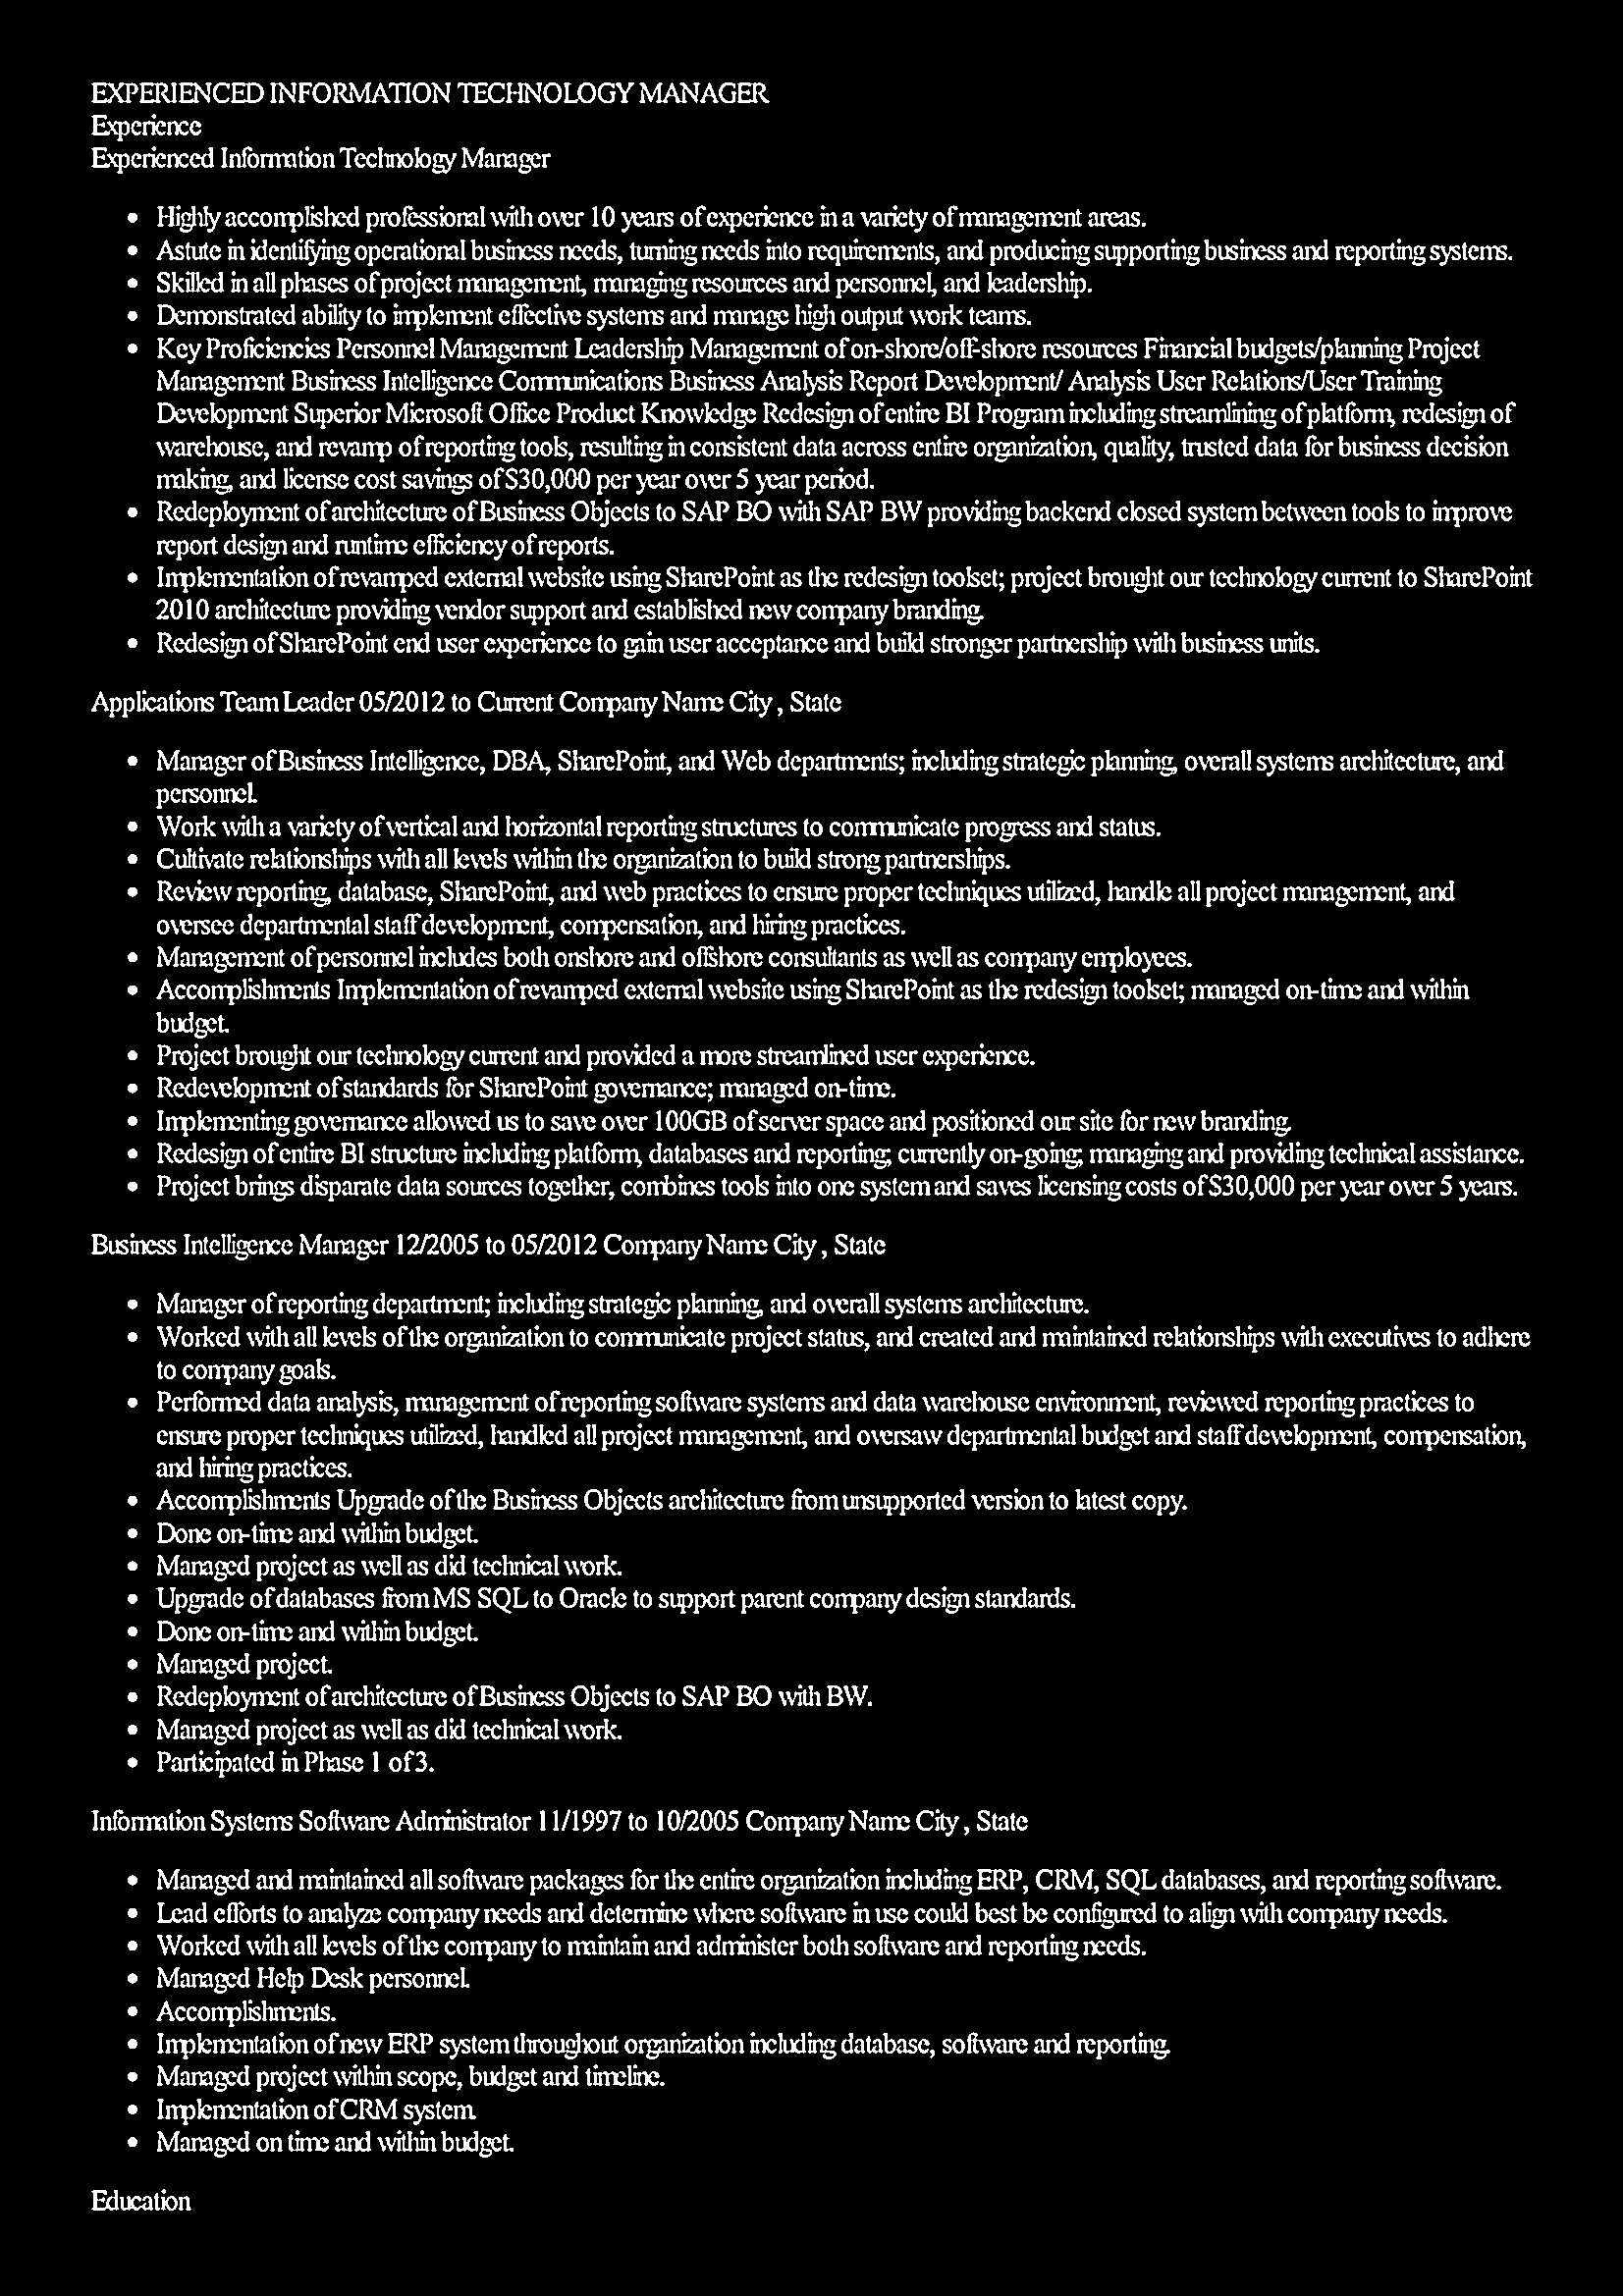 EXPERIENCED INFORMATION TECHNOLOGY MANAGER
Experience
Experienced Information Technology Manager
• Highly accomplished professional with over 10 years of experience in a variety of management areas.
• Astute in identifying operational business needs, turning needs into requirements, and producing supporting business and reporting systems.
• Skilled in all phases of project management, managing resources and personnel, and leadership.
• Demonstrated ability to implement effective systems and manage high output work teams.
• Key Proficiencies Personnel Management Leadership Management of on-shore/off-shore resources Financial budgets/planning Project
Management Business Intelligence Communications Business Analysis Report Development/ Analysis User Relations/User Training
Development Superior Microsoft Office Product Knowledge Redesign of entire BI Program including streamlining of platform, redesign of
warehouse, and revamp of reporting tools, resulting in consistent data across entire organization, quality, trusted data for business decision
making, and license cost savings of $30,000 per year over 5 year period.
• Redeployment of architecture of Business Objects to SAP BO with SAP BW providing backend closed system between tools to improve
report design and runtime efficiency of reports.
• Implementation of revamped external website using SharePoint as the redesign toolset; project brought our technology current to SharePoint
2010 architecture providing vendor support and established new company branding.
• Redesign of SharePoint end user experience to gain user acceptance and build stronger partnership with business units.
Applications Team Leader 05/2012 to Current Company Name City , State
• Manager of Business Intelligence, DBA, SharePoint, and Web departments; including strategic planning, overall systems architecture, and
personnel.
• Work with a variety of vertical and horizontal reporting structures to communicate progress and status.
• Cultivate relationships with all levels within the organization to build strong partnerships.
• Review reporting, database, SharePoint, and web practices to ensure proper techniques utilized, handle all project management, and
oversee departmental staff development, compensation, and hiring practices.
• Management of personnel includes both onshore and offshore consultants as well as company employees.
• Accomplishments Implementation of revamped external website using SharePoint as the redesign toolset; managed on-time and within
budget.
• Project brought our technology current and provided a more streamlined user experience.
• Redevelopment of standards for SharePoint governance; managed on-time.
• Implementing governance allowed us to save over 100GB of server space and positioned our site for new branding.
• Redesign of entire BI structure including platform, databases and reporting; currently on-going; managing and providing technical assistance.
• Project brings disparate data sources together, combines tools into one system and saves licensing costs of $30,000 per year over 5 years.
Business Intelligence Manager 12/2005 to 05/2012 Company Name City , State
• Manager of reporting department; including strategic planning, and overall systems architecture.
• Worked with all levels of the organization to communicate project status, and created and maintained relationships with executives to adhere
to company goals.
• Performed data analysis, management of reporting software systems and data warehouse environment, reviewed reporting practices to
ensure proper techniques utilized, handled all project management, and oversaw departmental budget and staff development, compensation,
and hiring practices.
• Accomplishments Upgrade of the Business Objects architecture from unsupported version to latest copy.
• Done on-time and within budget.
• Managed project as well as did technical work.
• Upgrade of databases from MS SQL to Oracle to support parent company design standards.
• Done on-time and within budget.
• Managed project.
• Redeployment of architecture of Business Objects to SAP BO with BW.
• Managed project as well as did technical work.
• Participated in Phase 1 of 3.
Information Systems Software Administrator 11/1997 to 10/2005 Company Name City , State
• Managed and maintained all software packages for the entire organization including ERP, CRM, SQL databases, and reporting software.
• Lead efforts to analyze company needs and determine where software in use could best be configured to align with company needs.
• Worked with all levels of the company to maintain and administer both software and reporting needs.
• Managed Help Desk personnel.
• Accomplishments.
• Implementation of new ERP system throughout organization including database, software and reporting.
• Managed project within scope, budget and timeline.
• Implementation of CRM system.
• Managed on time and within budget.
Education